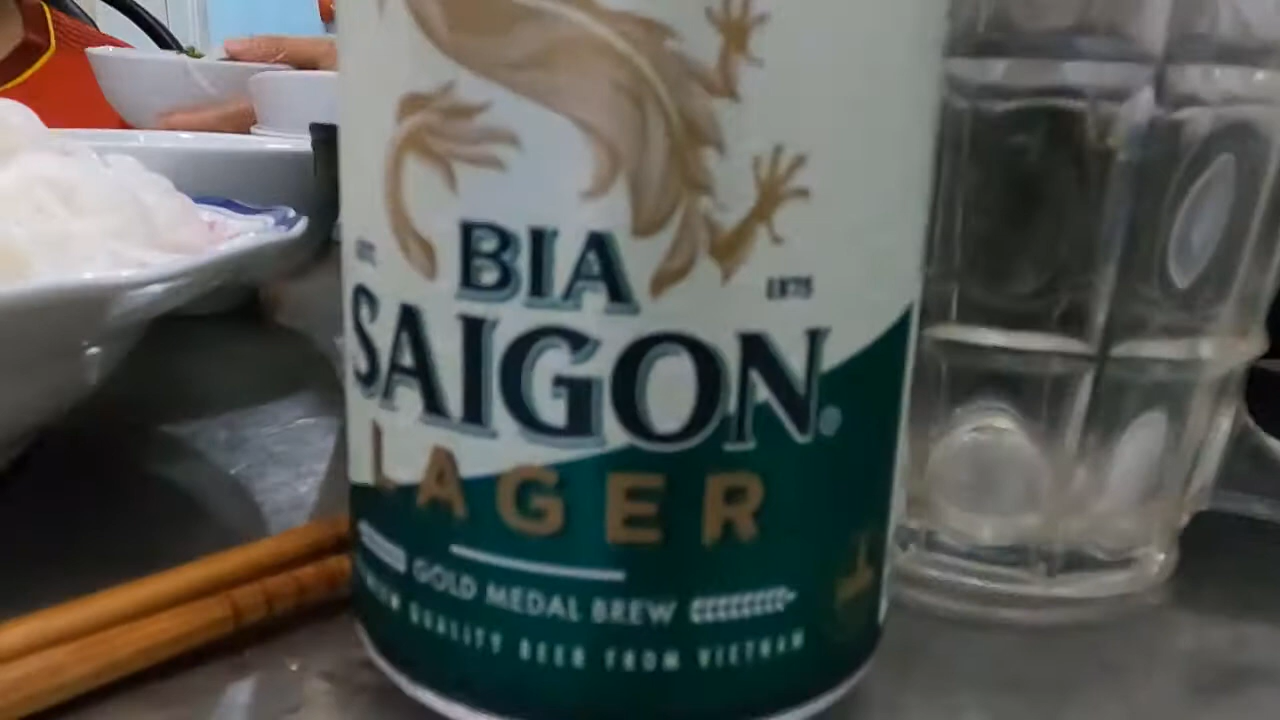 BIA
1875
SAIGON
LAGER
GOLD MEDAL BREW
QUALITY BEER FROM VIETNAM